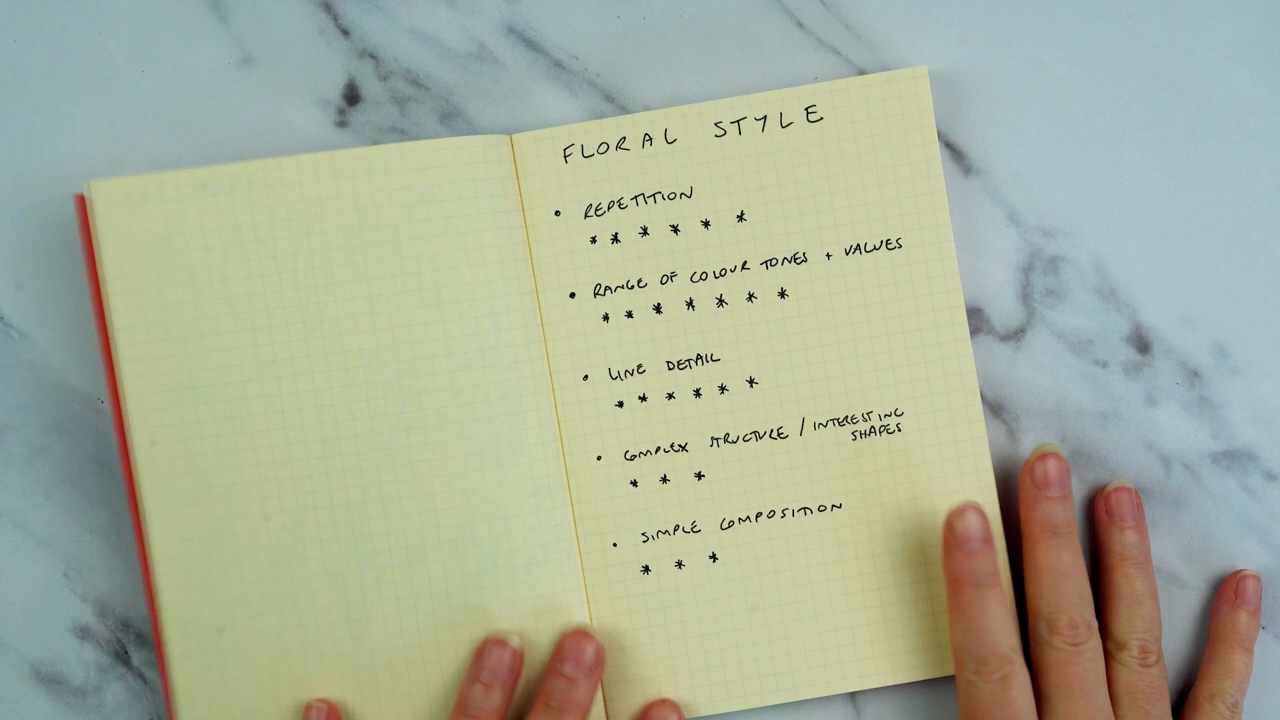 FLORAL STYLE
• REPETITION
* * * * * *
• RANGE OF COLOUR TONES + VALUES
* * * * * * *
• LINE DETAIL
* * * * * *
• COMPLEX STRUCTURE / INTERESTING
SHAPES
* * *
• SIMPLE COMPOSITION
* * *